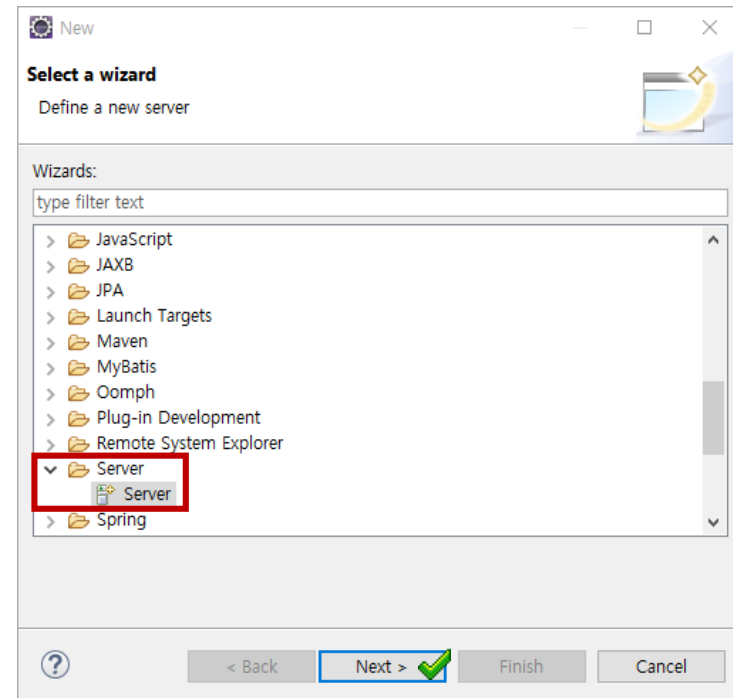 New
Select a wizard
Define a new server
Wizards:
type filter text
JavaScript
JAXB
JPA
Launch Targets
Maven
MyBatis
Oomph
Plug-in Development
Remote System Explorer
Server
Server
Spring
? < Back Next > Finish Cancel